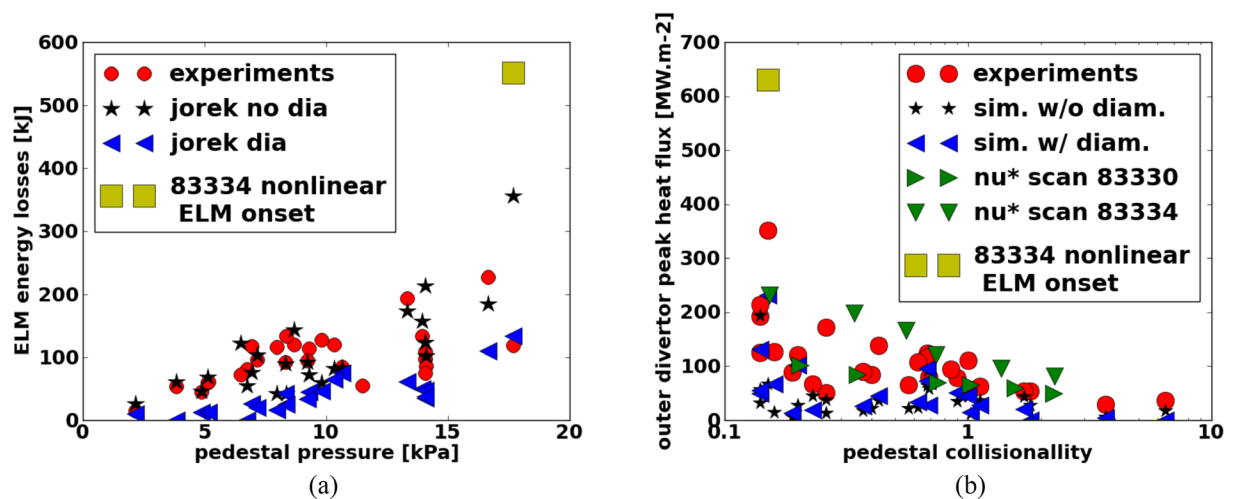 600
500
400
300
200
100
0
ELM energy losses [kJ]
experiments
jorek no dia
jorek dia
83334 nonlinear
ELM onset
0
5
10
15
20
pedestal pressure [kPa]
(a)
700
600
500
400
300
200
100
0
outer divertor peak heat flux [MW.m-2]
experiments
sim. w/o diam.
sim. w/ diam.
nu* scan 83330
nu* scan 83334
83334 nonlinear
ELM onset
0.1
1
10
pedestal collisionallity
(b)